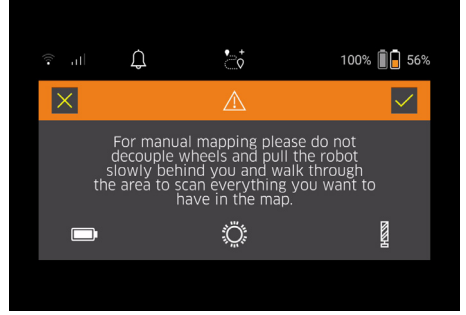 100% 56%
For manual mapping please do not
decouple wheels and pull the robot
slowly behind you and walk through
the area to scan everything you want to
have in the map.